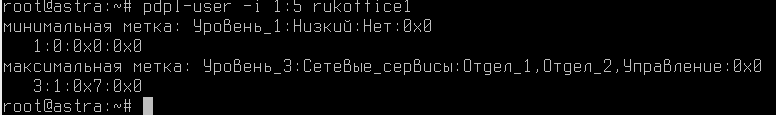 root@astra:~# pdpl-user -i 1:5 rukoffice1
минимальная метка: Уровень_1:Низкий:Нет:0x0
1:0:0x0:0x0
максимальная метка: Уровень_3:Сетевые_сервисы:Отдел_1,Отдел_2,Управление:0x0
3:1:0x7:0x0
root@astra:~#